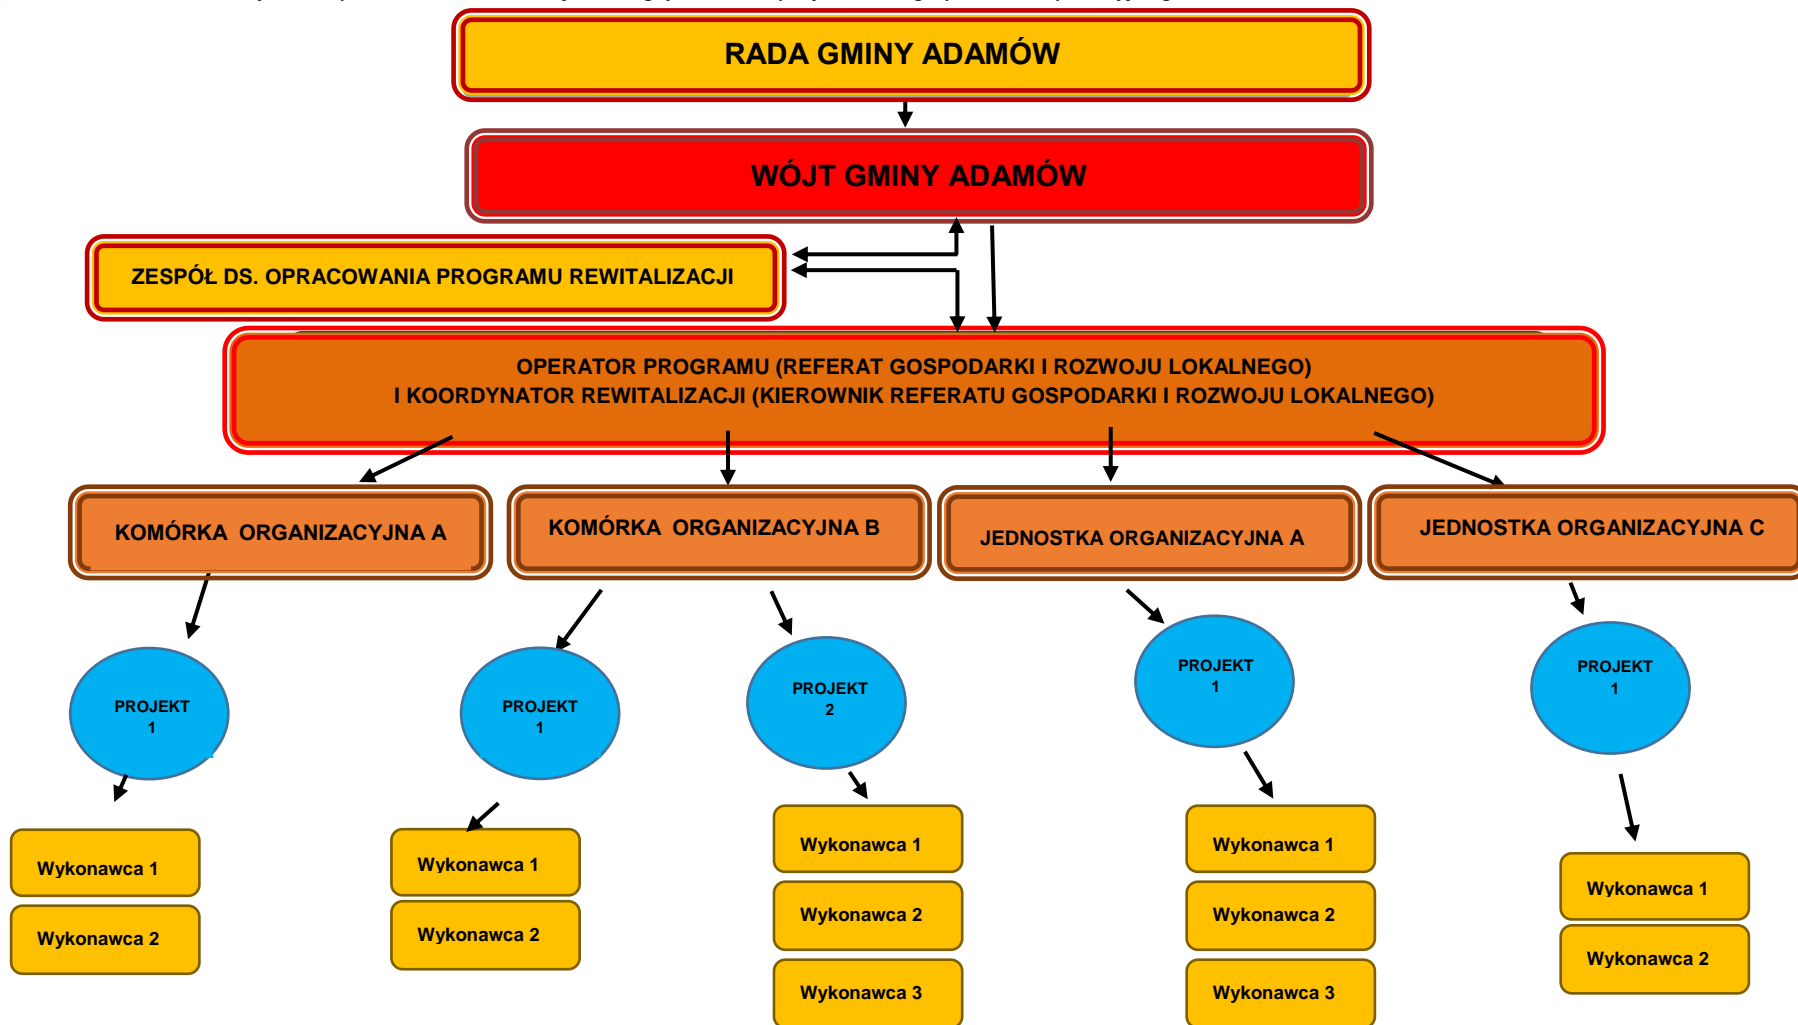 RADA GMINY ADAMÓW
WÓJT GMINY ADAMÓW
ZESPÓŁ DS. OPRACOWANIA PROGRAMU REWITALIZACJI
OPERATOR PROGRAMU (REFERAT GOSPODARKI I ROZWOJU LOKALNEGO)
I KOORDYNATOR REWITALIZACJI (KIEROWNIK REFERATU GOSPODARKI I ROZWOJU LOKALNEGO)
KOMÓRKA ORGANIZACYJNA A
KOMÓRKA ORGANIZACYJNA B
JEDNOSTKA ORGANIZACYJNA A
JEDNOSTKA ORGANIZACYJNA C
PROJEKT
1
PROJEKT
1
PROJEKT
2
PROJEKT
1
PROJEKT
1
Wykonawca 1
Wykonawca 2
Wykonawca 1
Wykonawca 2
Wykonawca 1
Wykonawca 2
Wykonawca 3
Wykonawca 1
Wykonawca 2
Wykonawca 3
Wykonawca 1
Wykonawca 2